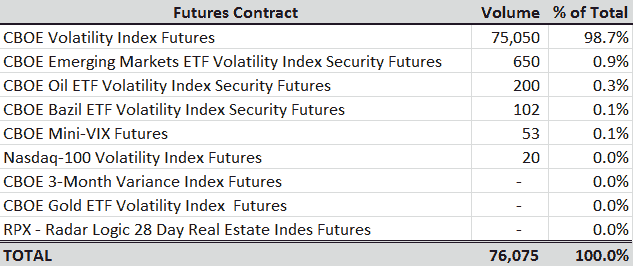 Futures Contract Volume % of Total
CBOE Volatility Index Futures 75,050 98.7%
CBOE Emerging Markets ETF Volatility Index Security Futures 650 0.9%
CBOE Oil ETF Volatility Index Security Futures 200 0.3%
CBOE Bazil ETF Volatility Index Security Futures 102 0.1%
CBOE Mini-VIX Futures 53 0.1%
Nasdaq-100 Volatility Index Futures 20 0.0%
CBOE 3-Month Variance Index Futures - 0.0%
CBOE Gold ETF Volatility Index  Futures - 0.0%
RPX - Radar Logic 28 Day Real Estate Indes Futures - 0.0%
TOTAL 76,075 100.0%